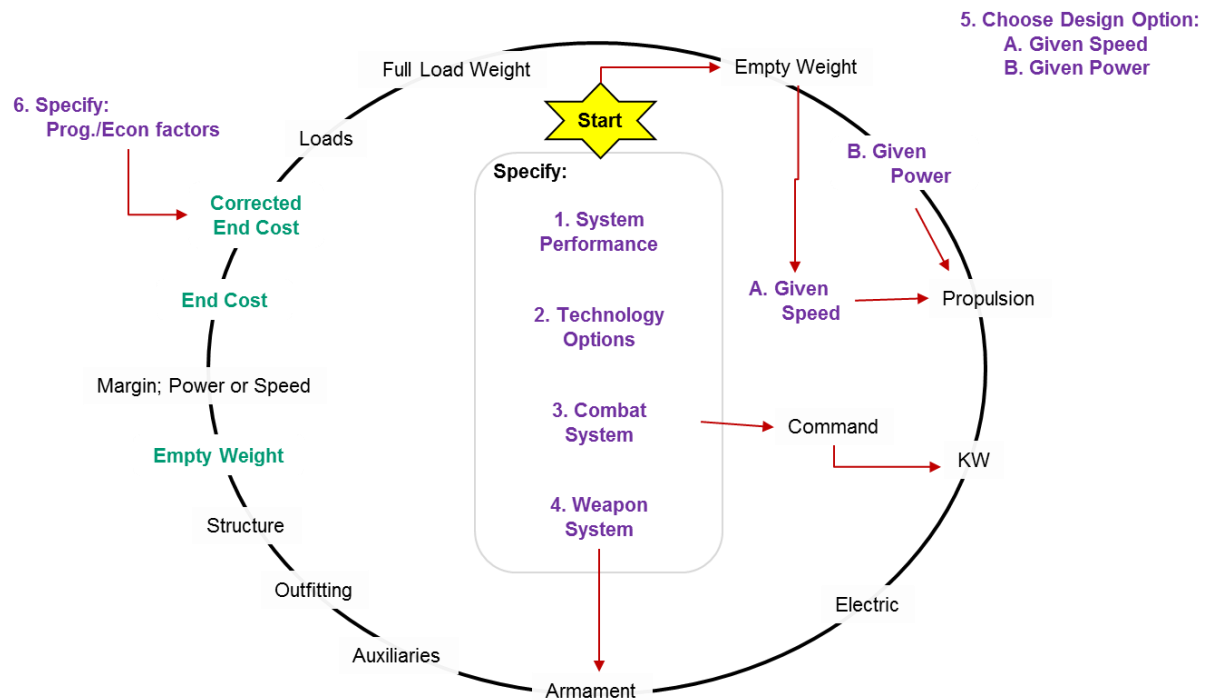 5. Choose Design Option:
A. Given Speed
B. Given Power
Full Load Weight
Empty Weight
6. Specify:
Prog./Econ factors
Start
Loads
B. Given
Power
Specify:
Corrected
End Cost
1. System
Performance
End Cost
A. Given
Speed
Propulsion
2. Technology
Options
Margin; Power or Speed
3. Combat
System
Command
Empty Weight
KW
4. Weapon
System
Structure
Outfitting
Electric
Auxiliaries
Armament